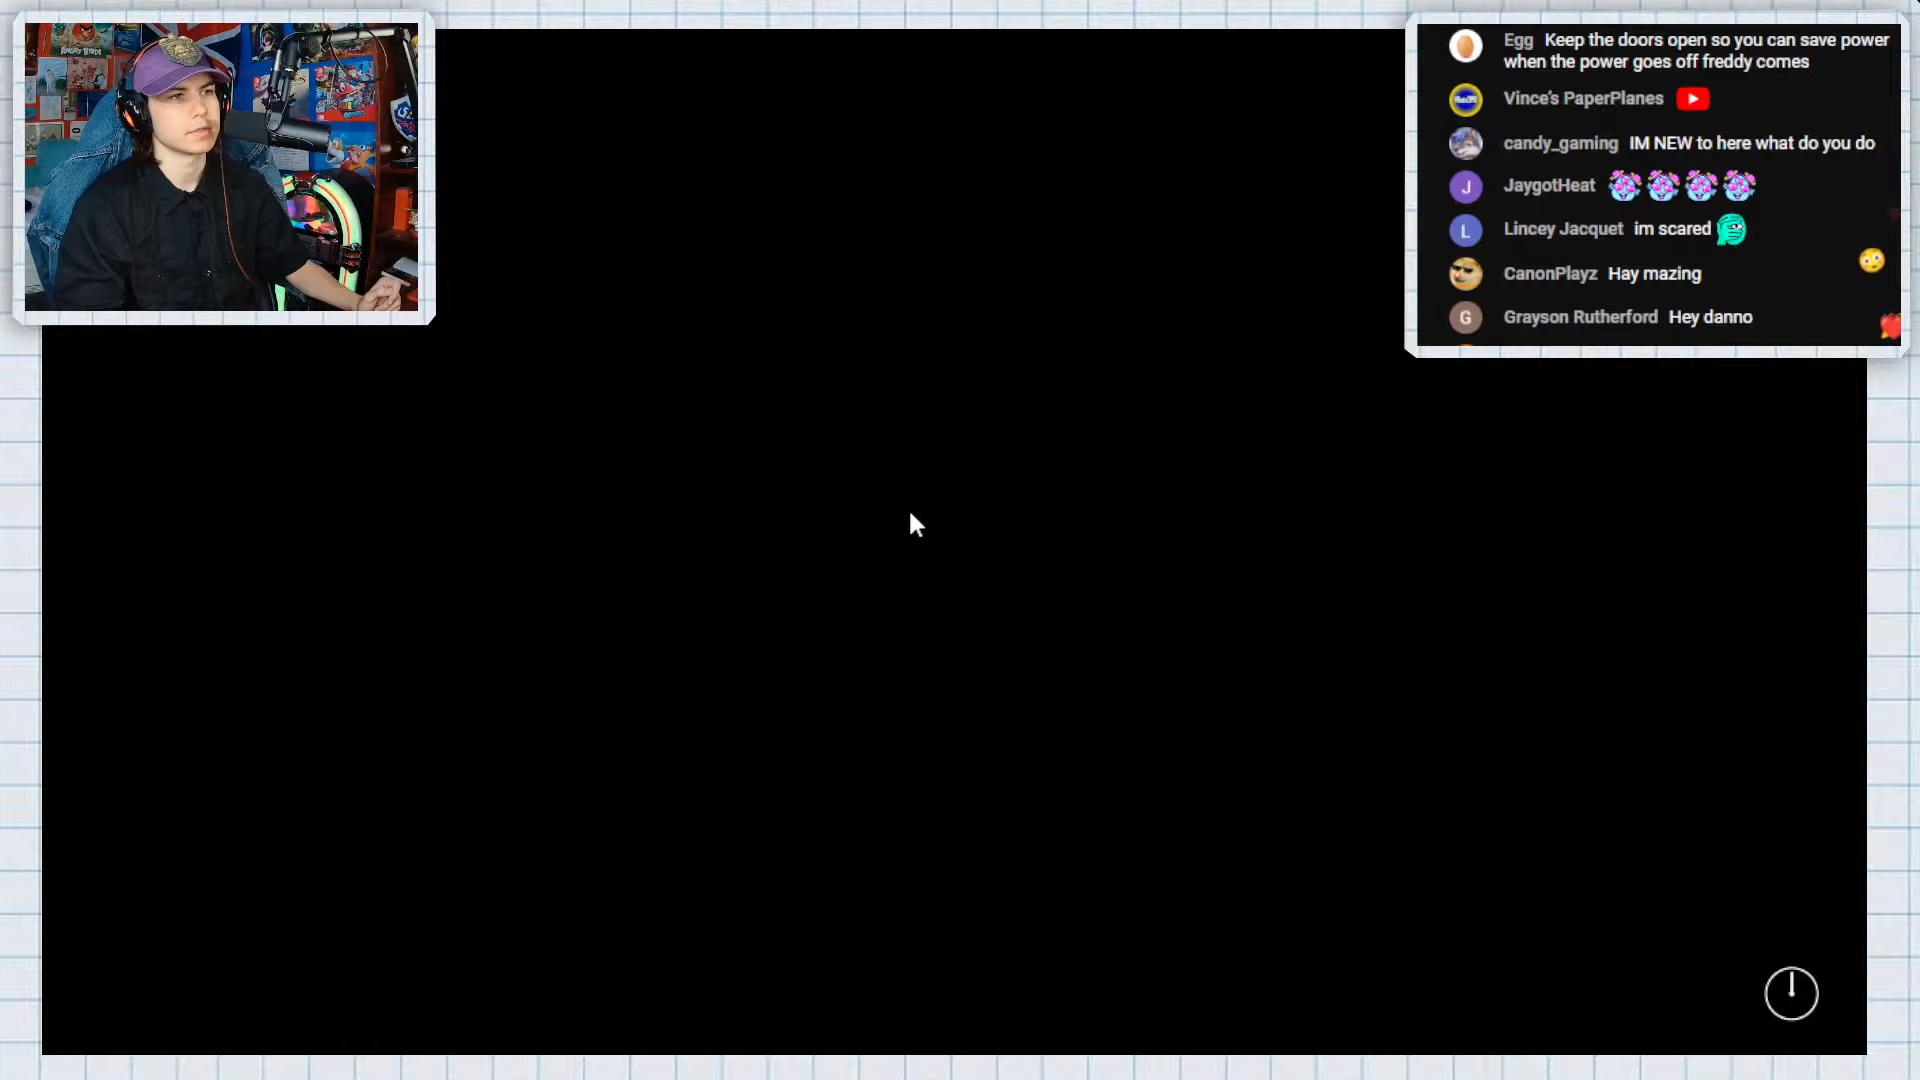 ANGRY BIRDS
Egg Keep the doors open so you can save power
when the power goes off freddy comes
Vince's PaperPlanes
candy_gaming IM NEW to here what do you do
J JaygotHeat
L Lincey Jacquet im scared
CanonPlayz Hay mazing
G Grayson Rutherford Hey danno